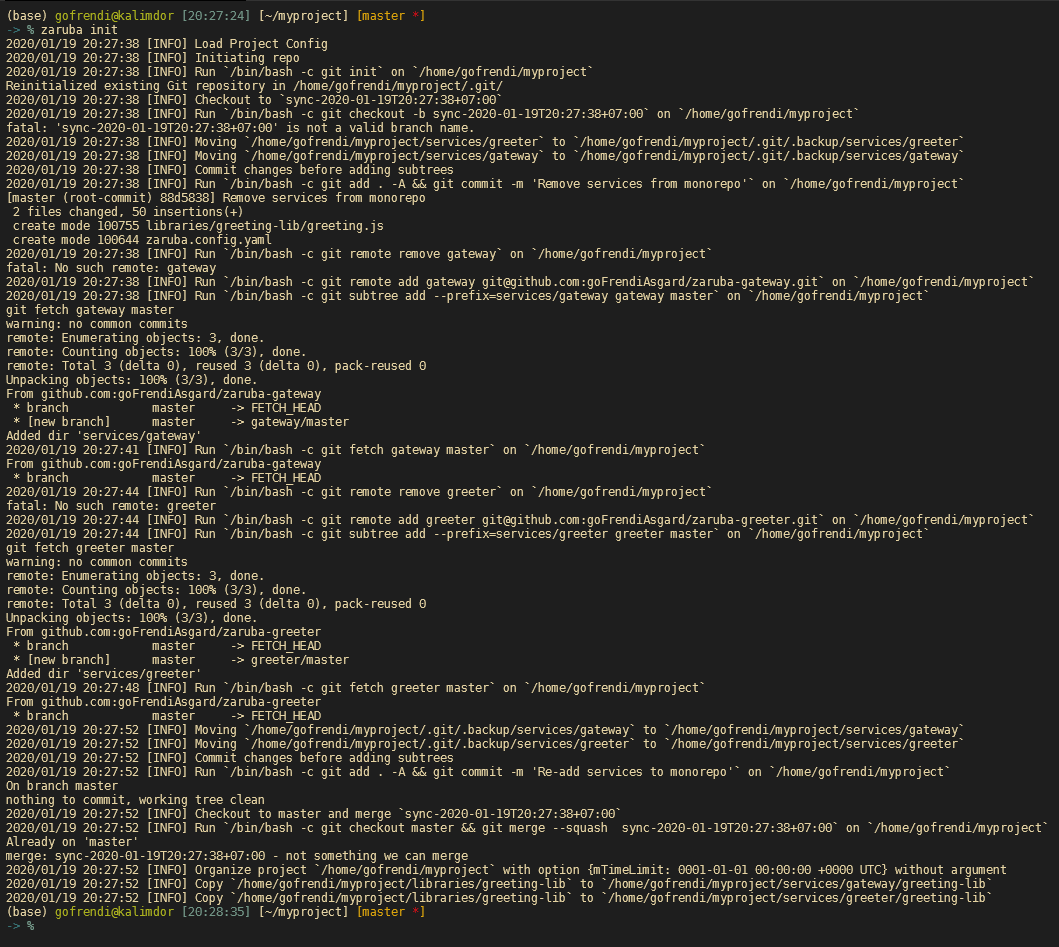 (base) gofrendi@kalimdor [20:27:24] [~/myproject] [master *]
-> % zaruba init
2020/01/19 20:27:38 [INFO] Load Project Config
2020/01/19 20:27:38 [INFO] Initiating repo
2020/01/19 20:27:38 [INFO] Run `/bin/bash -c git init` on `/home/gofrendi/myproject`
Reinitialized existing Git repository in /home/gofrendi/myproject/.git/
2020/01/19 20:27:38 [INFO] Checkout to `sync-2020-01-19T20:27:38+07:00`
2020/01/19 20:27:38 [INFO] Run `/bin/bash -c git checkout -b sync-2020-01-19T20:27:38+07:00` on `/home/gofrendi/myproject`
fatal: 'sync-2020-01-19T20:27:38+07:00' is not a valid branch name.
2020/01/19 20:27:38 [INFO] Moving `/home/gofrendi/myproject/services/greeter` to `/home/gofrendi/myproject/.git/.backup/services/greeter`
2020/01/19 20:27:38 [INFO] Moving `/home/gofrendi/myproject/services/gateway` to `/home/gofrendi/myproject/.git/.backup/services/gateway`
2020/01/19 20:27:38 [INFO] Commit changes before adding subtrees
2020/01/19 20:27:38 [INFO] Run `/bin/bash -c git add . -A && git commit -m 'Remove services from monorepo'` on `/home/gofrendi/myproject`
[master (root-commit) 88d5838] Remove services from monorepo
 2 files changed, 50 insertions(+)
 create mode 100755 libraries/greeting-lib/greeting.js
 create mode 100644 zaruba.config.yaml
2020/01/19 20:27:38 [INFO] Run `/bin/bash -c git remote remove gateway` on `/home/gofrendi/myproject`
fatal: No such remote: gateway
2020/01/19 20:27:38 [INFO] Run `/bin/bash -c git remote add gateway git@github.com:goFrendiAsgard/zaruba-gateway.git` on `/home/gofrendi/myproject`
2020/01/19 20:27:38 [INFO] Run `/bin/bash -c git subtree add --prefix=services/gateway gateway master` on `/home/gofrendi/myproject`
git fetch gateway master
warning: no common commits
remote: Enumerating objects: 3, done.
remote: Counting objects: 100% (3/3), done.
remote: Total 3 (delta 0), reused 3 (delta 0), pack-reused 0
Unpacking objects: 100% (3/3), done.
From github.com:goFrendiAsgard/zaruba-gateway
 * branch            master     -> FETCH_HEAD
 * [new branch]      master     -> gateway/master
Added dir 'services/gateway'
2020/01/19 20:27:41 [INFO] Run `/bin/bash -c git fetch gateway master` on `/home/gofrendi/myproject`
From github.com:goFrendiAsgard/zaruba-gateway
 * branch            master     -> FETCH_HEAD
2020/01/19 20:27:44 [INFO] Run `/bin/bash -c git remote remove greeter` on `/home/gofrendi/myproject`
fatal: No such remote: greeter
2020/01/19 20:27:44 [INFO] Run `/bin/bash -c git remote add greeter git@github.com:goFrendiAsgard/zaruba-greeter.git` on `/home/gofrendi/myproject`
2020/01/19 20:27:44 [INFO] Run `/bin/bash -c git subtree add --prefix=services/greeter greeter master` on `/home/gofrendi/myproject`
git fetch greeter master
warning: no common commits
remote: Enumerating objects: 3, done.
remote: Counting objects: 100% (3/3), done.
remote: Total 3 (delta 0), reused 3 (delta 0), pack-reused 0
Unpacking objects: 100% (3/3), done.
From github.com:goFrendiAsgard/zaruba-greeter
 * branch            master     -> FETCH_HEAD
 * [new branch]      master     -> greeter/master
Added dir 'services/greeter'
2020/01/19 20:27:48 [INFO] Run `/bin/bash -c git fetch greeter master` on `/home/gofrendi/myproject`
From github.com:goFrendiAsgard/zaruba-greeter
 * branch            master     -> FETCH_HEAD
2020/01/19 20:27:52 [INFO] Moving `/home/gofrendi/myproject/.git/.backup/services/gateway` to `/home/gofrendi/myproject/services/gateway`
2020/01/19 20:27:52 [INFO] Moving `/home/gofrendi/myproject/.git/.backup/services/greeter` to `/home/gofrendi/myproject/services/greeter`
2020/01/19 20:27:52 [INFO] Commit changes before adding subtrees
2020/01/19 20:27:52 [INFO] Run `/bin/bash -c git add . -A && git commit -m 'Re-add services to monorepo'` on `/home/gofrendi/myproject`
On branch master
nothing to commit, working tree clean
2020/01/19 20:27:52 [INFO] Checkout to master and merge `sync-2020-01-19T20:27:38+07:00`
2020/01/19 20:27:52 [INFO] Run `/bin/bash -c git checkout master && git merge --squash  sync-2020-01-19T20:27:38+07:00` on `/home/gofrendi/myproject`
Already on 'master'
merge: sync-2020-01-19T20:27:38+07:00 - not something we can merge
2020/01/19 20:27:52 [INFO] Organize project `/home/gofrendi/myproject` with option {mTimeLimit: 0001-01-01 00:00:00 +0000 UTC} without argument
2020/01/19 20:27:52 [INFO] Copy `/home/gofrendi/myproject/libraries/greeting-lib` to `/home/gofrendi/myproject/services/gateway/greeting-lib`
2020/01/19 20:27:52 [INFO] Copy `/home/gofrendi/myproject/libraries/greeting-lib` to `/home/gofrendi/myproject/services/greeter/greeting-lib`
(base) gofrendi@kalimdor [20:28:35] [~/myproject] [master *]
-> %